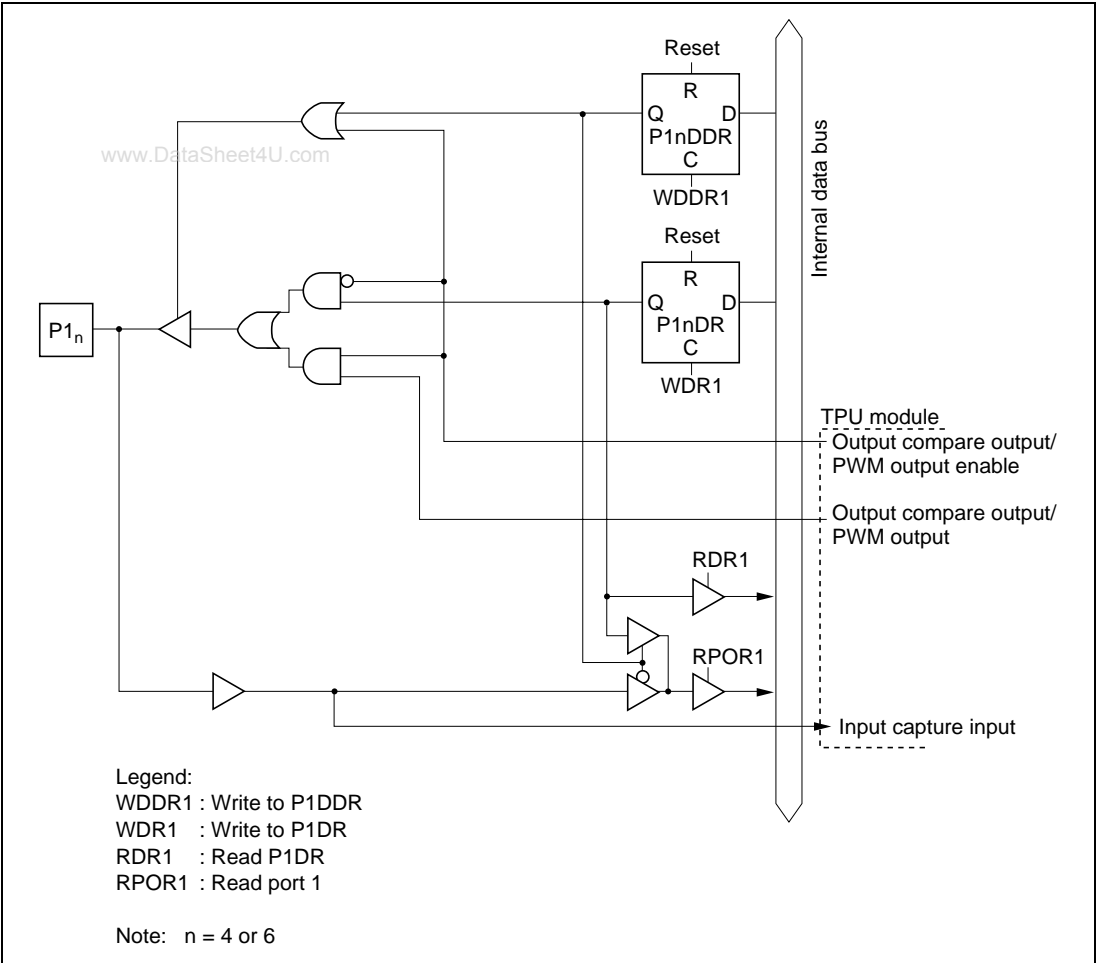 Reset
R
Q D
P1nDDR
C
WDDR1
www.DataSheet4U.com
Internal data bus
Reset
R
Q D
P1nDR
C
WDR1
P1n
TPU module
Output compare output/
PWM output enable
Output compare output/
PWM output
RDR1
RPOR1
Input capture input
Legend:
WDDR1 : Write to P1DDR
WDR1 : Write to P1DR
RDR1 : Read P1DR
RPOR1 : Read port 1
Note: n = 4 or 6